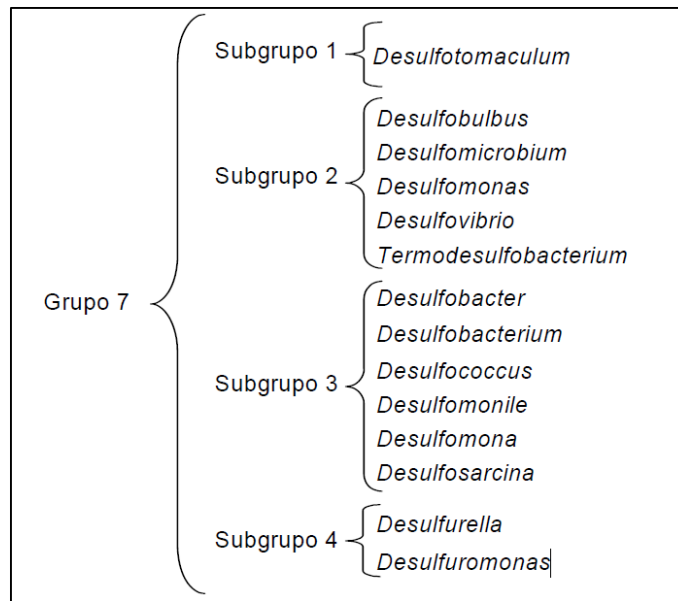 Grupo 7
Subgrupo 1
Desulfotomaculum
Subgrupo 2
Desulfobulbus
Desulfomicrobium
Desulfomonas
Desulfovibrio
Termodesulfobacterium
Subgrupo 3
Desulfobacter
Desulfobacterium
Desulfococcus
Desulfomonile
Desulfomona
Desulfosarcina
Subgrupo 4
Desulfurella
Desulfuromonas